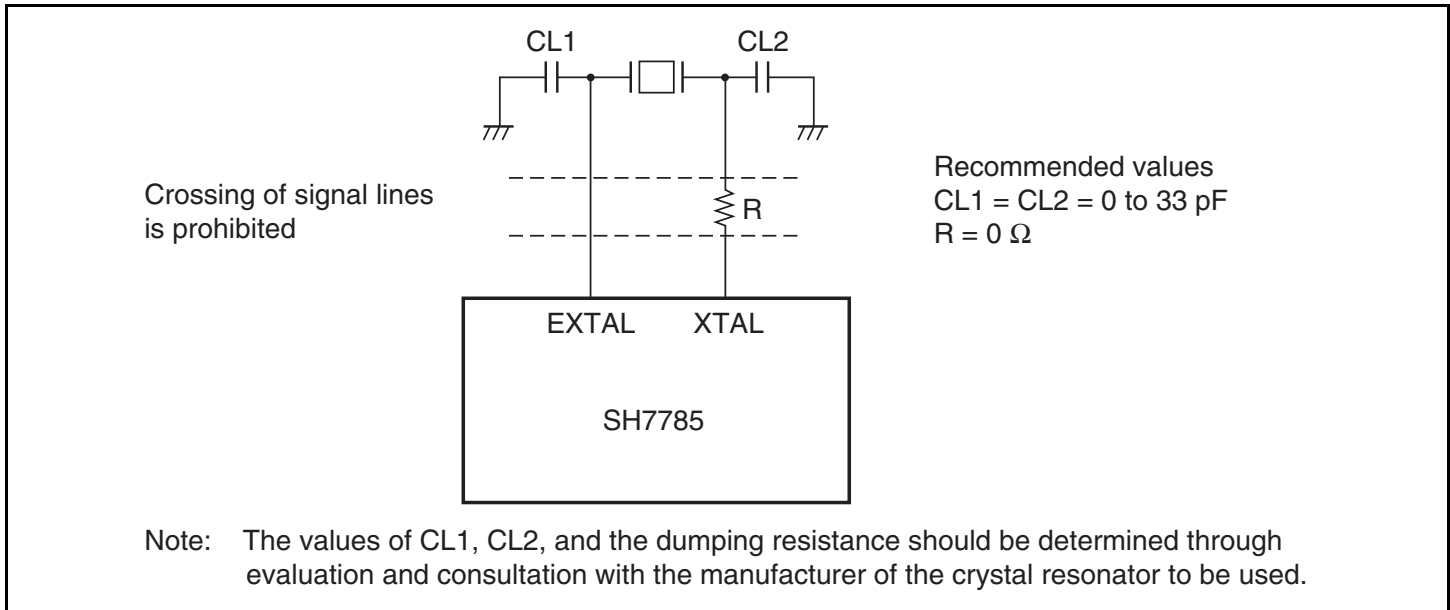 CL1
CL2
Crossing of signal lines
is prohibited
R
Recommended values
CL1 = CL2 = 0 to 33 pF
R = 0 Ω
EXTAL
XTAL
SH7785
Note: The values of CL1, CL2, and the dumping resistance should be determined through
evaluation and consultation with the manufacturer of the crystal resonator to be used.